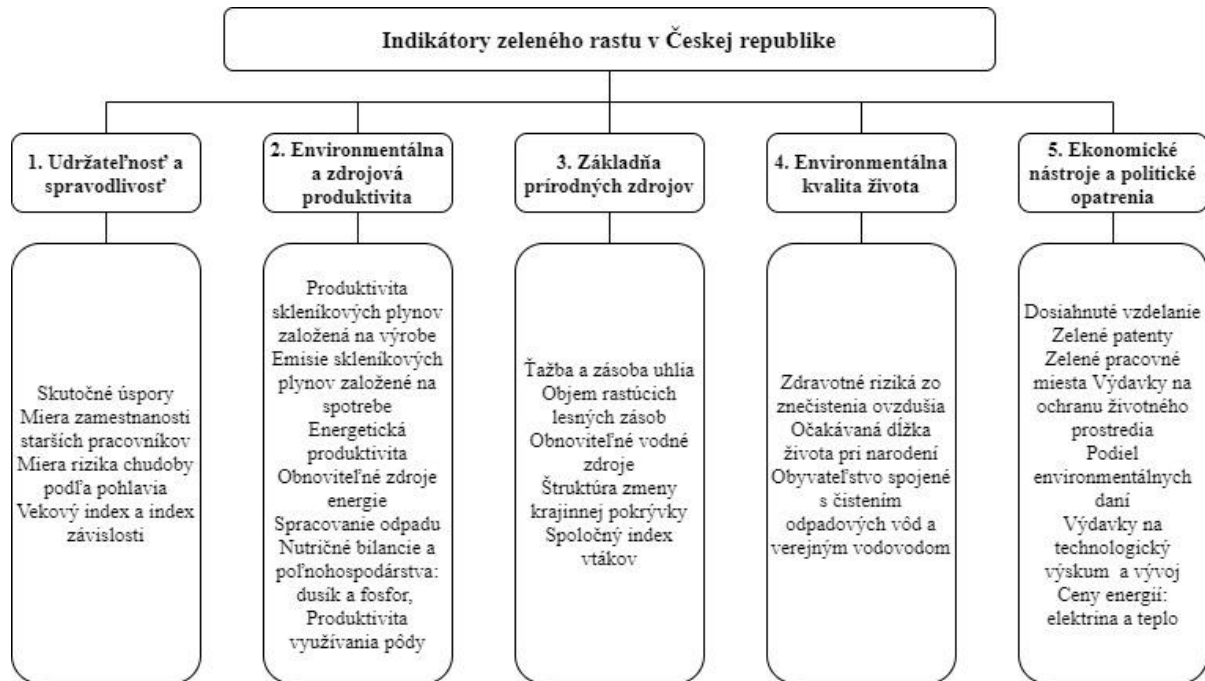 Indikátory zeleného rastu v Českej republike
1. Udržateľnosť a
spravodlivosť
2. Environmentálna
a zdrojová
produktivita
3. Základňa
prírodných zdrojov
4. Environmentálna
kvalita života
5. Ekonomické
nástroje a politické
opatrenia
Skutočné úspory
Miera zamestnanosti
starších pracovníkov
Miera rizika chudoby
podľa pohlavia
Vekový index a index
závislosti
Produktivita
skleníkových plynov
založená na výrobe
Emisie skleníkových
plynov založené na
spotrebe
Energetická
produktivita
Obnoviteľné zdroje
energie
Spracovanie odpadu
Nutričné bilancie a
poľnohospodárstva:
dusík a fosfor,
Produktivita
využívania pôdy
Ťažba a zásoba uhlia
Objem rastúcich
lesných zásob
Obnoviteľné vodné
zdroje
Štruktúra zmeny
krajinnej pokrývky
Spoločný index
vtákov
Zdravotné riziká zo
znečistenia ovzdušia
Očakávaná dĺžka
života pri narodení
Obyvateľstvo spojené
s čistením
odpadových vôd a
verejným vodovodom
Dosiahnuté vzdelanie
Zelené patenty
Zelené pracovné
miesta Výdavky na
ochranu životného
prostredia
Podiel
environmentálnych
daní
Výdavky na
technologický
výskum a vývoj
Ceny energií:
elektrina a teplo